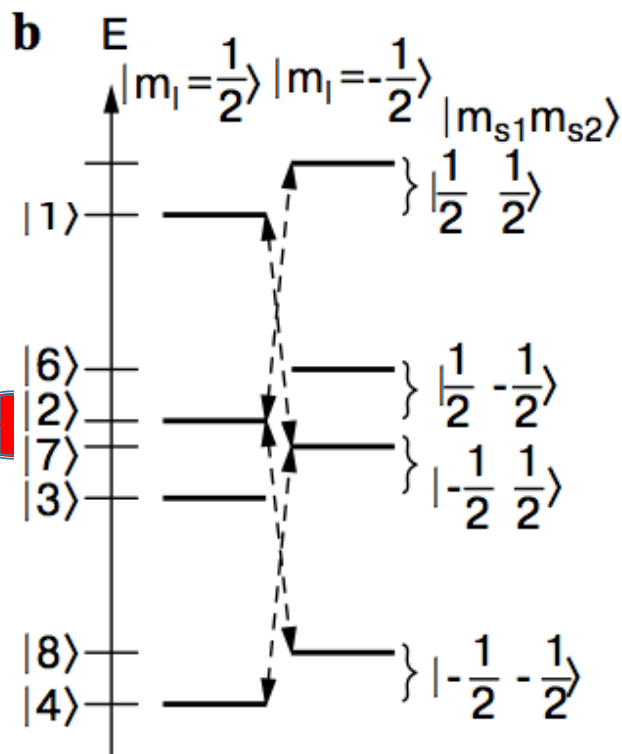 b E
|m_I = 1/2⟩ |m_I = -1/2⟩
|m_s1 m_s2⟩
|1⟩
} |1/2 1/2⟩
|6⟩
} |1/2 -1/2⟩
|2⟩
|7⟩
} |-1/2 1/2⟩
|3⟩
|8⟩
} |-1/2 -1/2⟩
|4⟩